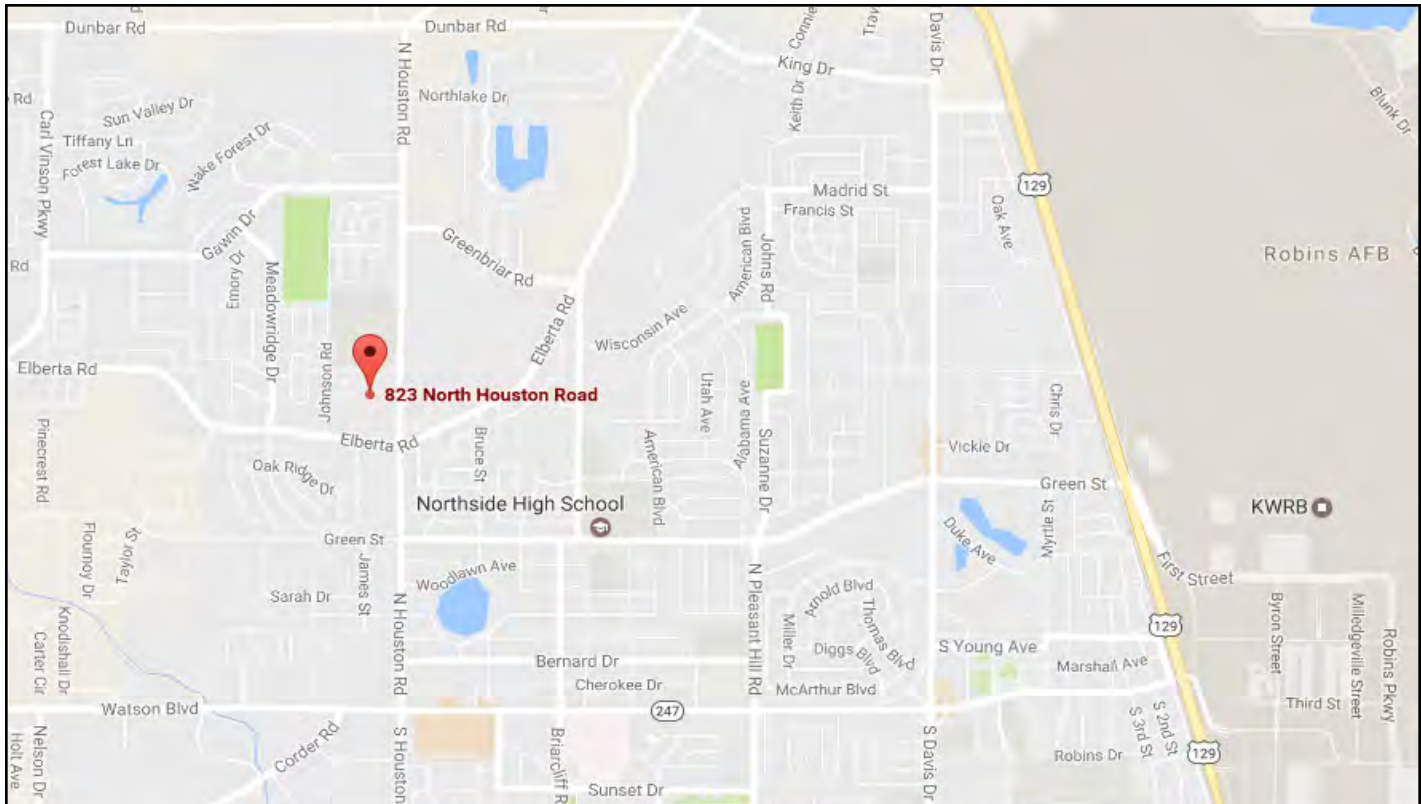 Dunbar Rd
Dunbar Rd
Connie
Trav
Davis Dr
King Dr
Blunk Dr
Rd
Sun Valley Dr
N Houston Rd
Northlake Dr
Keith Dr
Carl Vinson Pkwy
Tiffany Ln
Forest Lake Dr
Wake Forest Dr
129
Madrid St
Francis St
Oak Ave
American Blvd
Johns Rd
Gawin Dr
Greenbriar Rd
Robins AFB
Rd
Emory Dr
Meadowridge Dr
Elberta Rd
Wisconsin Ave
Johnson Rd
Elberta Rd
823 North Houston Road
Utah Ave
Alabama Ave
Chris Dr
Pinecrest Rd
Elberta Rd
Bruce St
American Blvd
Suzanne Dr
Vickie Dr
Oak Ridge Dr
Green St
Northside High School
KWRB
Flournoy Dr
Taylor St
Green St
Duke Ave
Myrtle St
James St
Woodlawn Ave
First Street
Sarah Dr
N Houston Rd
N Pleasant Hill Rd
Arnold Blvd
Thomas Blvd
Miller Dr
Diggs Blvd
129
Byron Street
Milledgeville Street
Robins Pkwy
Knodishall Dr
Carter Cir
S Young Ave
Bernard Dr
Marshall Ave
Cherokee Dr
McArthur Blvd
Watson Blvd
247
Third St
Nelson Dr
Holt Ave
Corder Rd
S Houston
Briarcliff R
S Davis Dr
S 3rd St
S 2nd St
Robins Dr
129
Sunset Dr